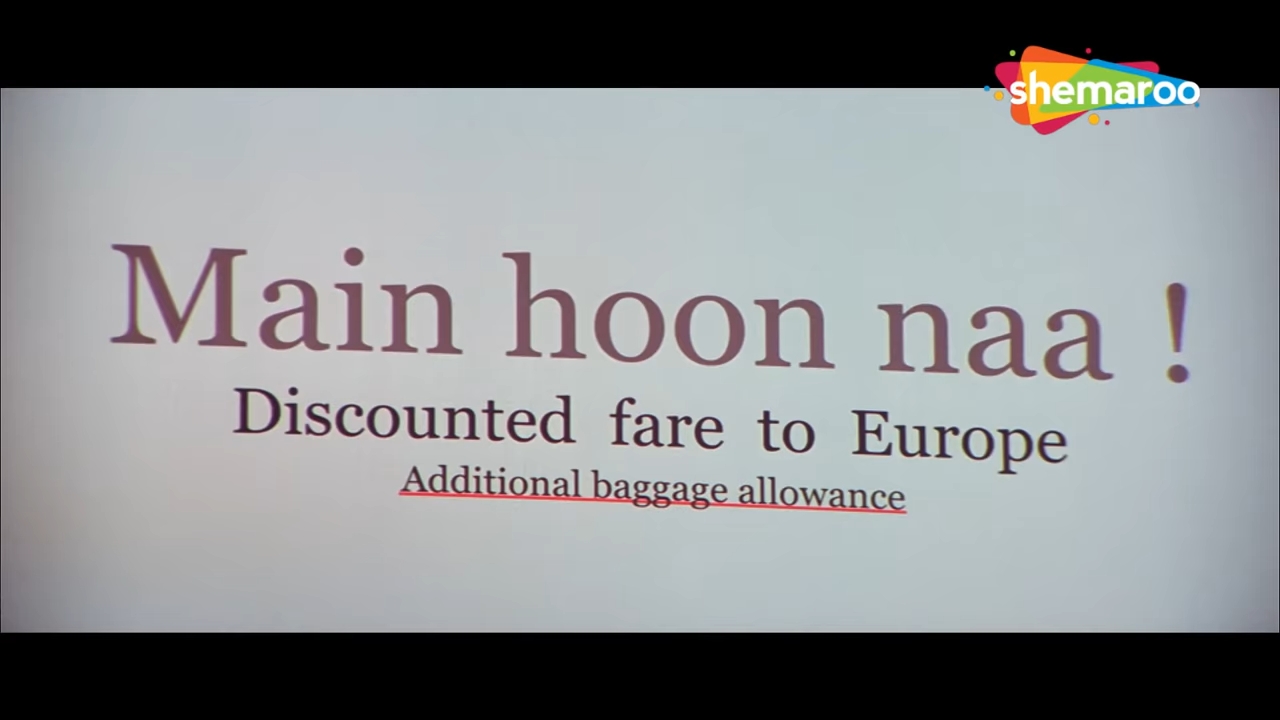 shemaroo
Main hoon naa !
Discounted fare to Europe
Additional baggage allowance